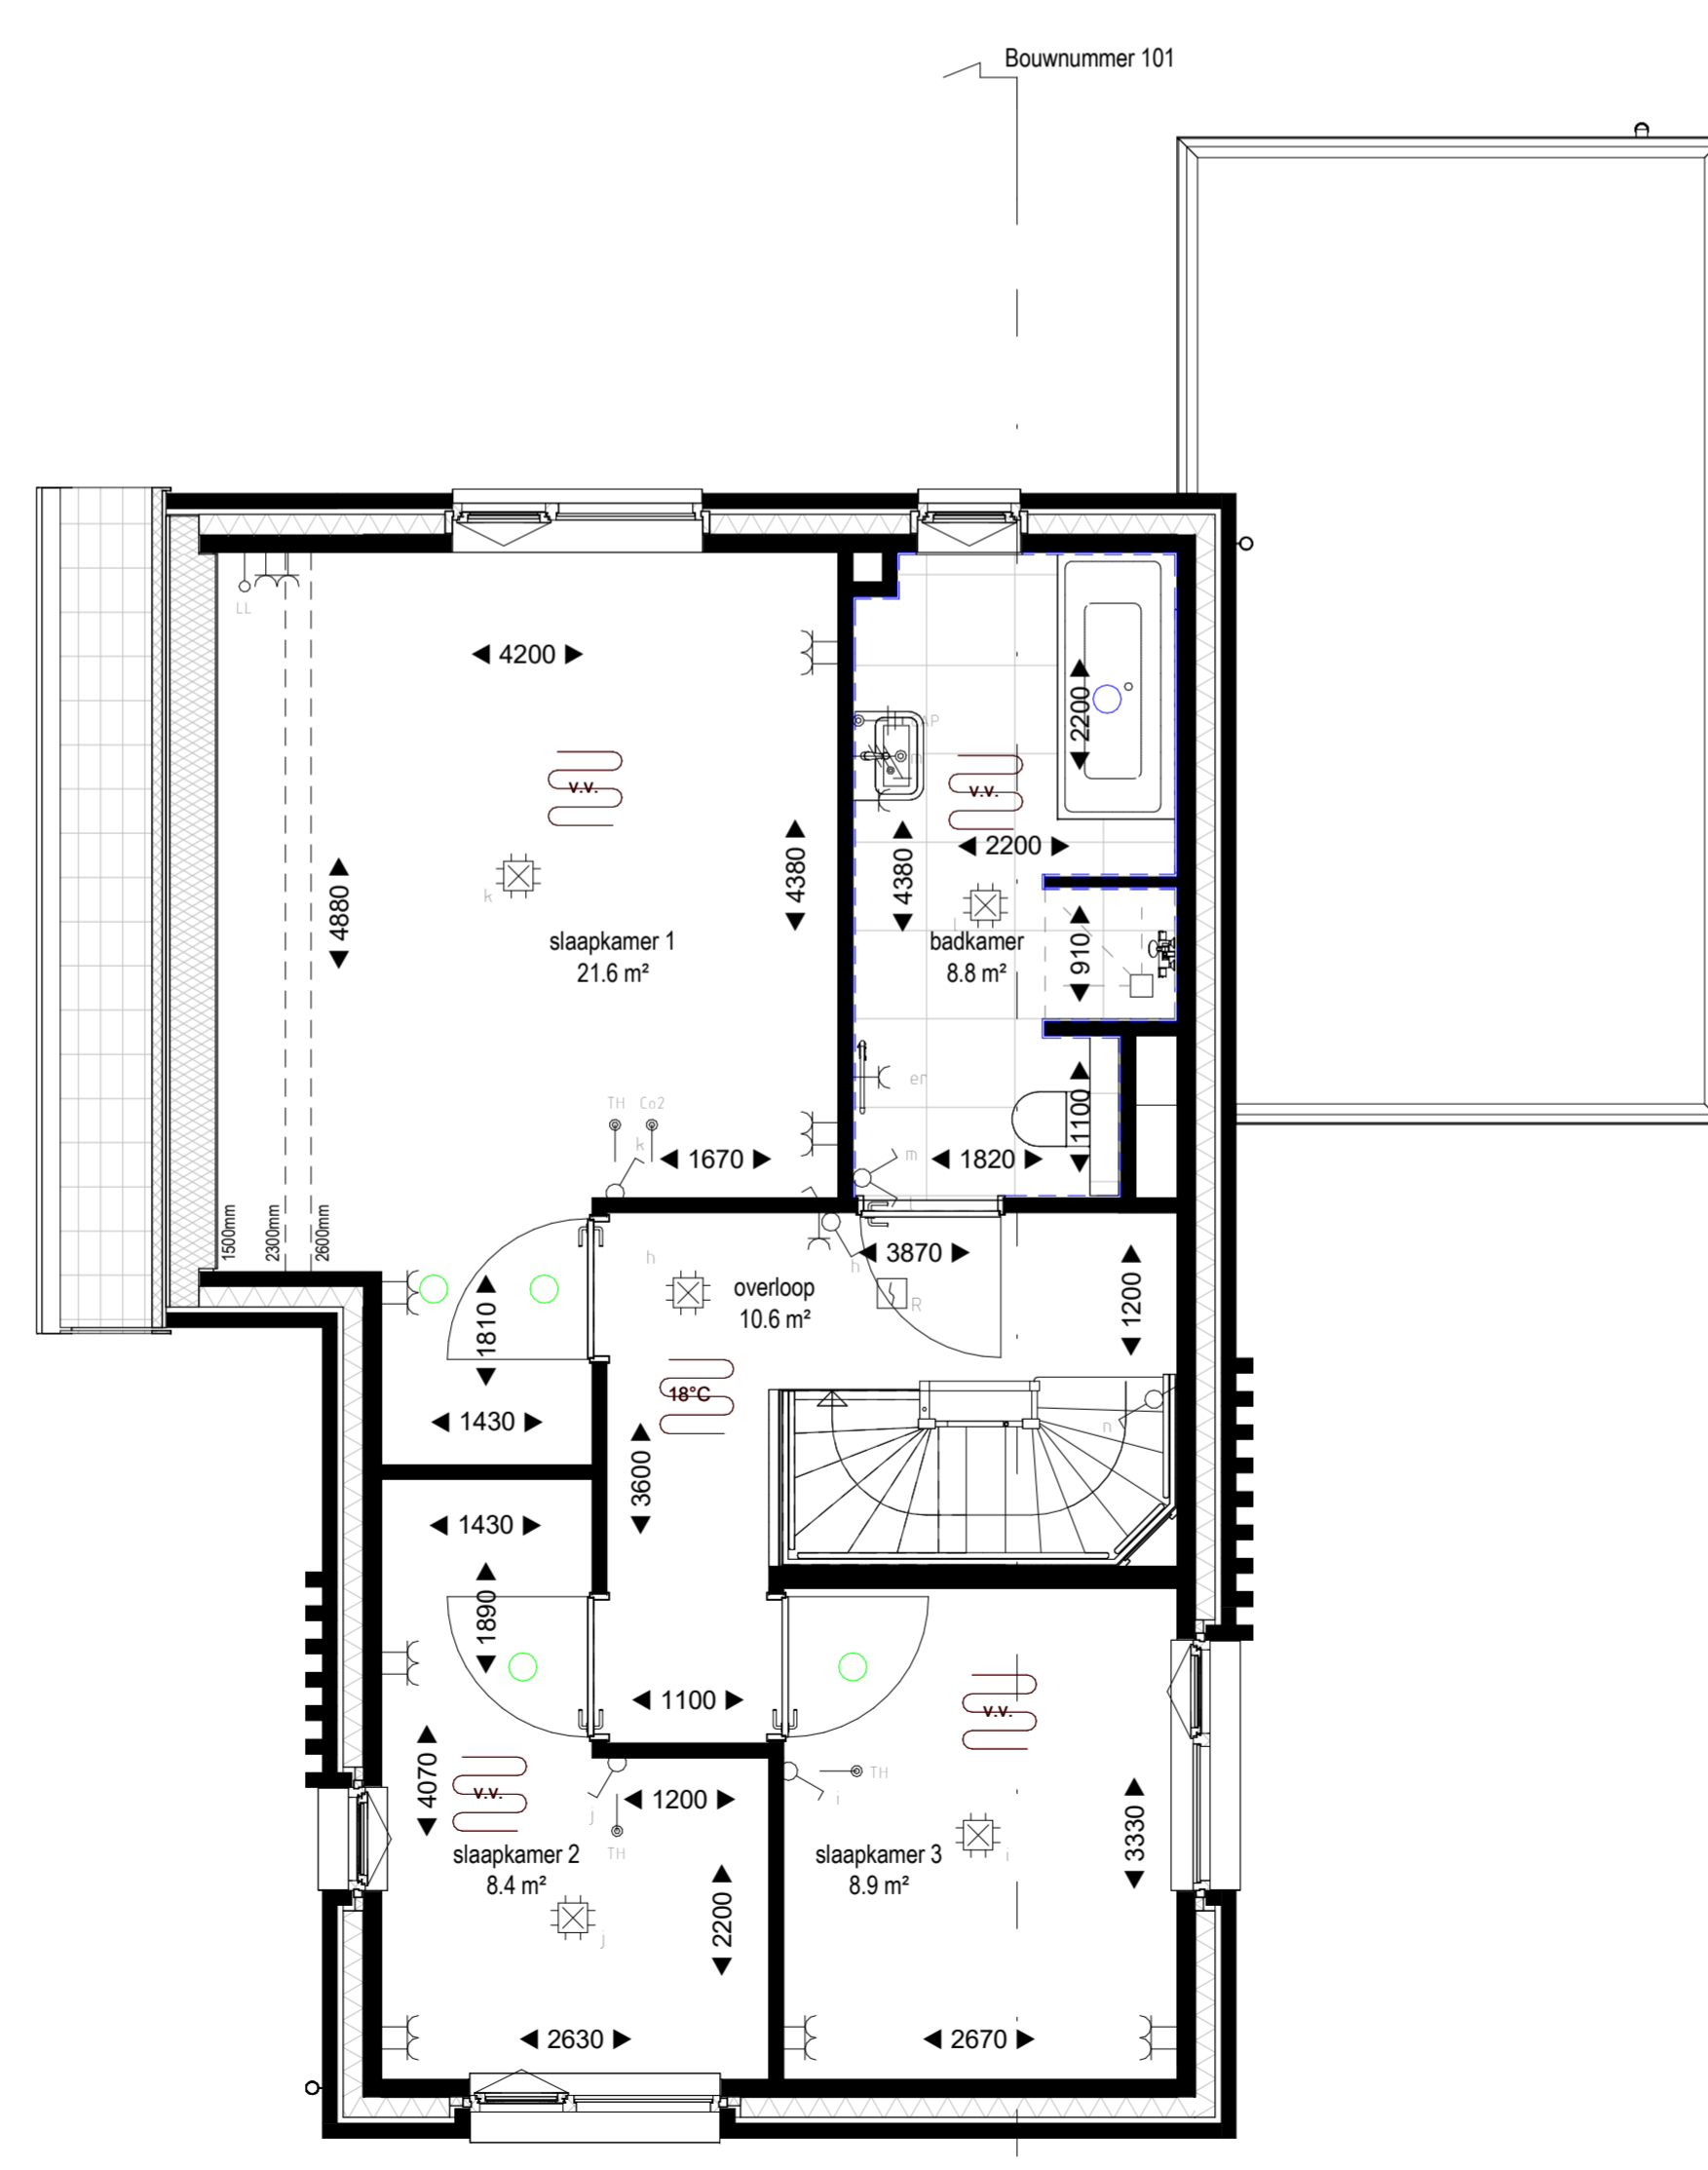 Bouwnummer 101
LL
4200
CAP
m
2200
v.v.
v.v.
2200
4380
4380
k
4880
slaapkamer 1
21.6 m²
badkamer
8.8 m²
910
er
TH Co2
k
1670
m
1820
1100
1500mm
2300mm
2600mm
h
3870
h
1200
overloop
10.6 m²
R
1810
18°C
1430
n
3600
1430
1890
1100
v.v.
4070
v.v.
1200
TH
i
j
TH
3330
slaapkamer 2
8.4 m²
slaapkamer 3
8.9 m²
i
2200
j
2630
2670